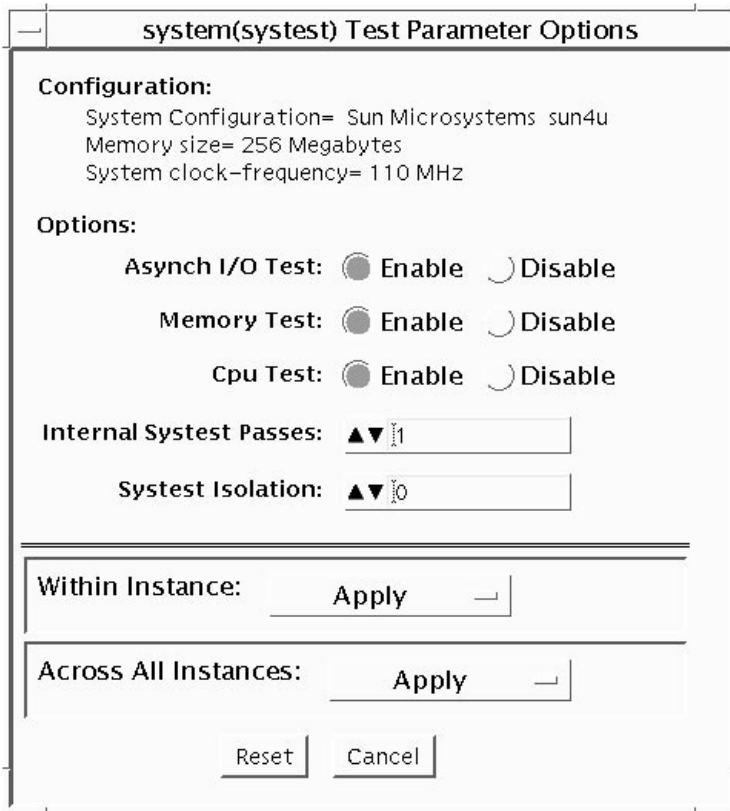 system(systest) Test Parameter Options
Configuration:
System Configuration= Sun Microsystems sun4u
Memory size= 256 Megabytes
System clock-frequency= 110 MHz
Options:
Asynch I/O Test: Enable Disable
Memory Test: Enable Disable
Cpu Test: Enable Disable
Internal Systest Passes: 1
Systest Isolation: 0
Within Instance: Apply
Across All Instances: Apply
Reset Cancel